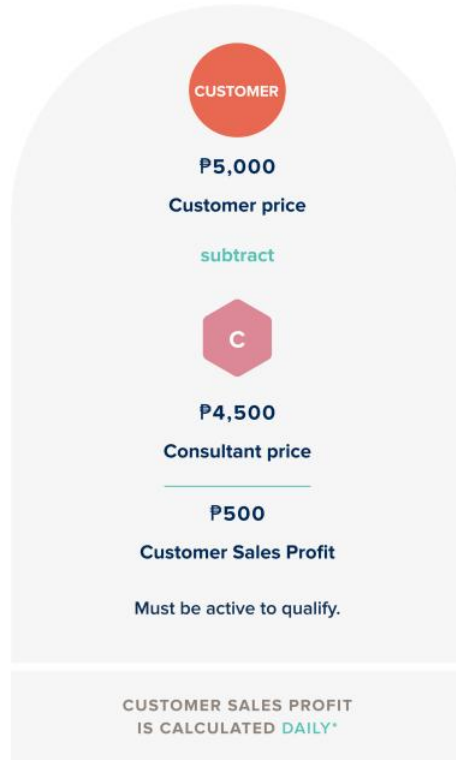 CUSTOMER
₱5,000
Customer price
subtract
C
₱4,500
Consultant price
₱500
Customer Sales Profit
Must be active to qualify.
CUSTOMER SALES PROFIT
IS CALCULATED DAILY*